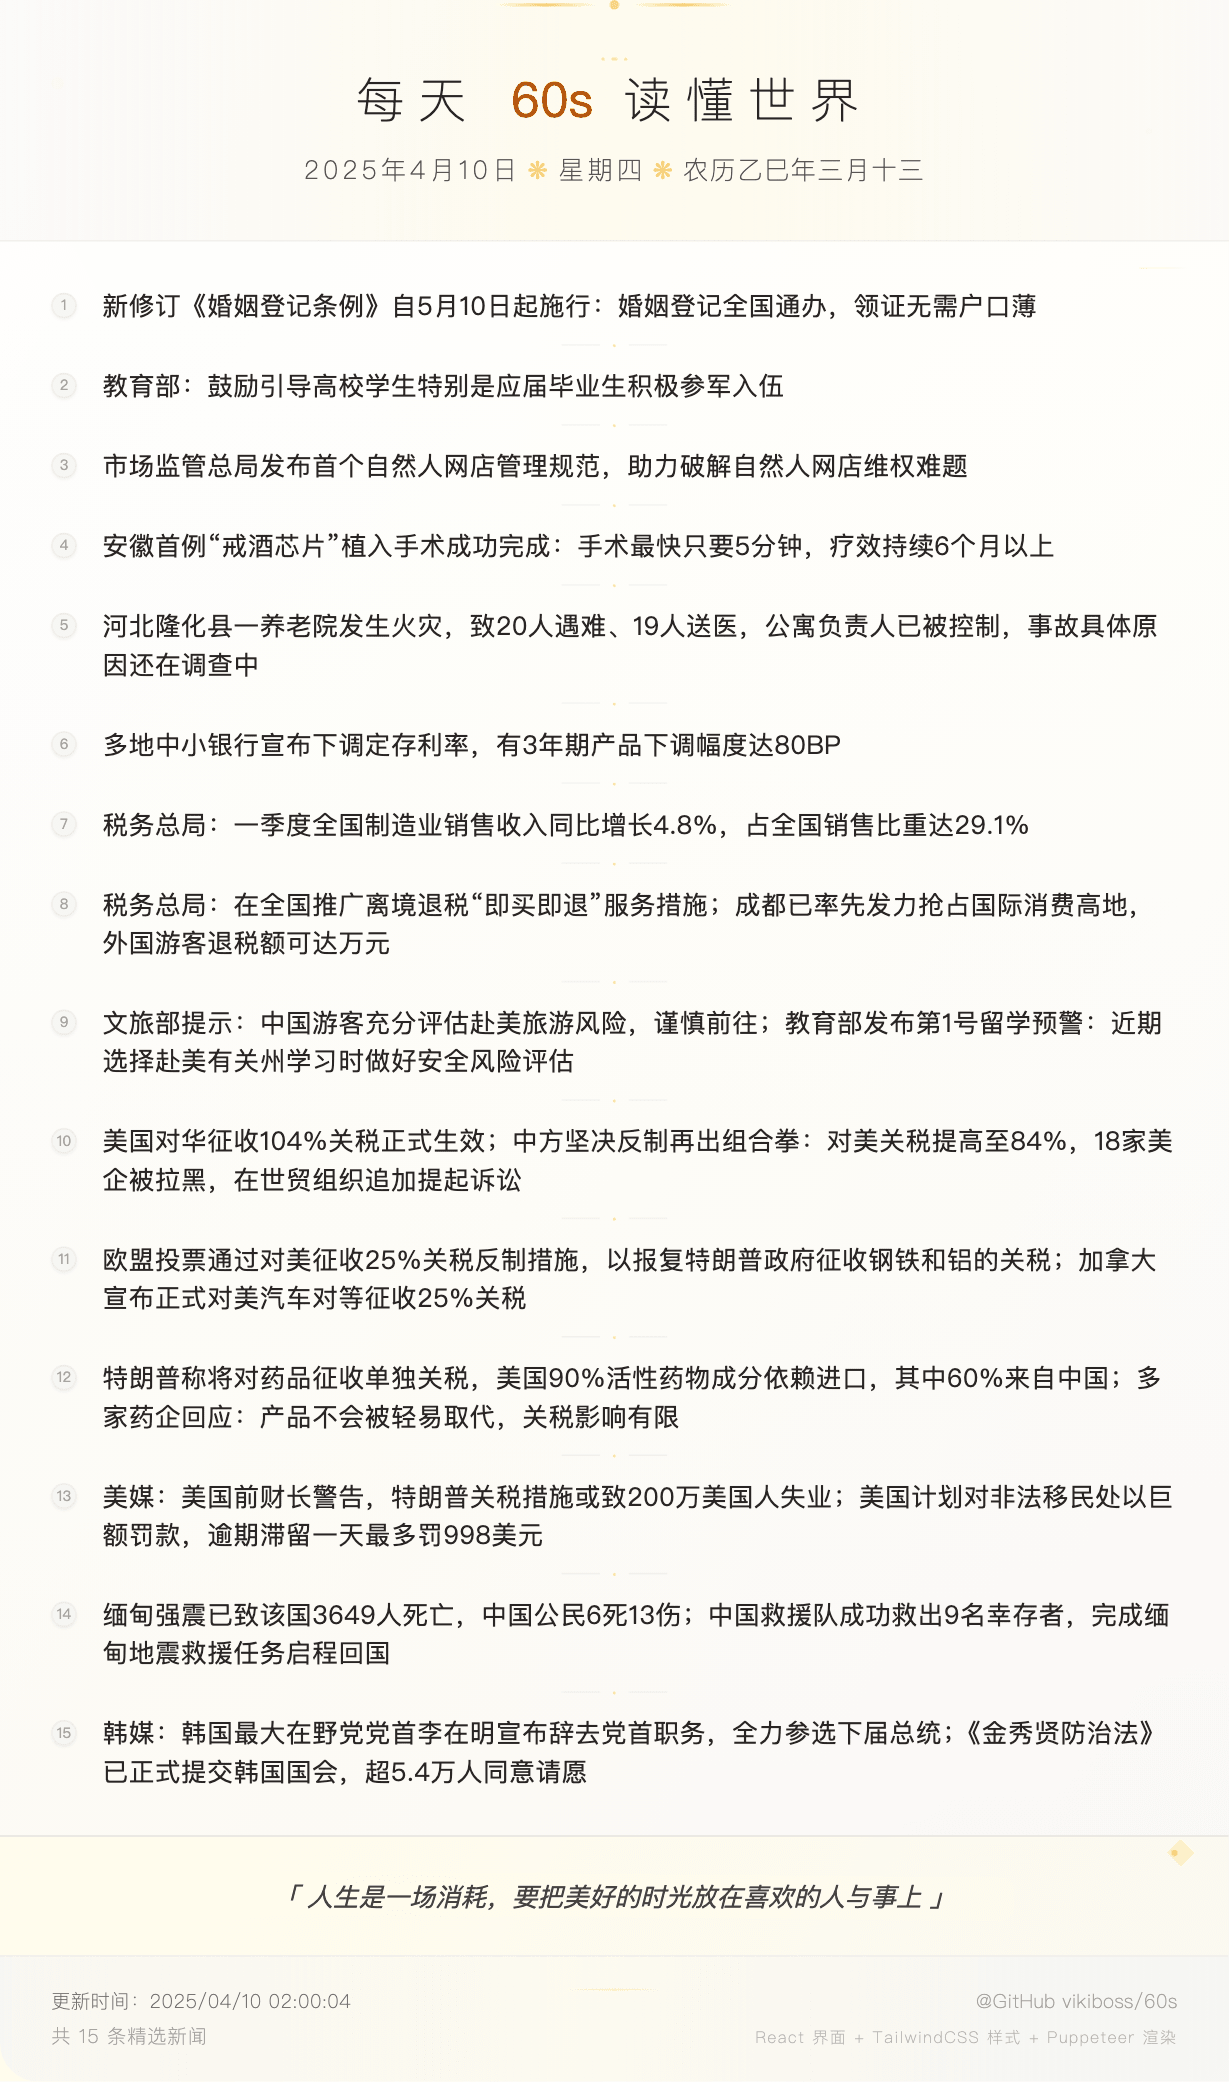 每天 60s 读懂世界
2025年4月10日 ❋ 星期四 ❋ 农历乙巳年三月十三
1 新修订《婚姻登记条例》自5月10日起施行：婚姻登记全国通办，领证无需户口薄
2 教育部：鼓励引导高校学生特别是应届毕业生积极参军入伍
3 市场监管总局发布首个自然人网店管理规范，助力破解自然人网店维权难题
4 安徽首例“戒酒芯片”植入手术成功完成：手术最快只要5分钟，疗效持续6个月以上
5 河北隆化县一养老院发生火灾，致20人遇难、19人送医，公寓负责人已被控制，事故具体原
因还在调查中
6 多地中小银行宣布下调定存利率，有3年期产品下调幅度达80BP
7 税务总局：一季度全国制造业销售收入同比增长4.8%，占全国销售比重达29.1%
8 税务总局：在全国推广离境退税“即买即退”服务措施；成都已率先发力抢占国际消费高地，
外国游客退税额可达万元
9 文旅部提示：中国游客充分评估赴美旅游风险，谨慎前往；教育部发布第1号留学预警：近期
选择赴美有关州学习时做好安全风险评估
10 美国对华征收104%关税正式生效；中方坚决反制再出组合拳：对美关税提高至84%，18家美
企被拉黑，在世贸组织追加提起诉讼
11 欧盟投票通过对美征收25%关税反制措施，以报复特朗普政府征收钢铁和铝的关税；加拿大
宣布正式对美汽车对等征收25%关税
12 特朗普称将对药品征收单独关税，美国90%活性药物成分依赖进口，其中60%来自中国；多
家药企回应：产品不会被轻易取代，关税影响有限
13 美媒：美国前财长警告，特朗普关税措施或致200万美国人失业；美国计划对非法移民处以巨
额罚款，逾期滞留一天最多罚998美元
14 缅甸强震已致该国3649人死亡，中国公民6死13伤；中国救援队成功救出9名幸存者，完成缅
甸地震救援任务启程回国
15 韩媒：韩国最大在野党党首李在明宣布辞去党首职务，全力参选下届总统；《金秀贤防治法》
已正式提交韩国国会，超5.4万人同意请愿
「 人生是一场消耗，要把美好的时光放在喜欢的人与事上 」
更新时间：2025/04/10 02:00:04
@GitHub vikiboss/60s
共 15 条精选新闻
React 界面 + TailwindCSS 样式 + Puppeteer 渲染